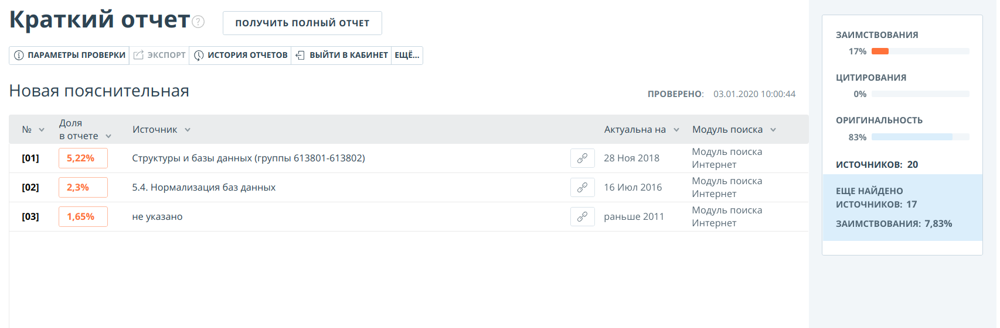 Краткий отчет
?
ПОЛУЧИТЬ ПОЛНЫЙ ОТЧЕТ
ПАРАМЕТРЫ ПРОВЕРКИ
ЭКСПОРТ
ИСТОРИЯ ОТЧЕТОВ
ВЫЙТИ В КАБИНЕТ
ЕЩЁ...
Новая пояснительная
ПРОВЕРЕНО: 03.01.2020 10:00:44
№
Доля
в отчете
Источник
Актуальна на
Модуль поиска
[01]
5,22%
Структуры и базы данных (группы 613801-613802)
28 Ноя 2018
Модуль поиска
Интернет
[02]
2,3%
5.4. Нормализация баз данных
16 Июл 2016
Модуль поиска
Интернет
[03]
1,65%
не указано
раньше 2011
Модуль поиска
Интернет
ЗАИМСТВОВАНИЯ
17%
ЦИТИРОВАНИЯ
0%
ОРИГИНАЛЬНОСТЬ
83%
ИСТОЧНИКОВ: 20
ЕЩЕ НАЙДЕНО
ИСТОЧНИКОВ: 17
ЗАИМСТВОВАНИЯ: 7,83%